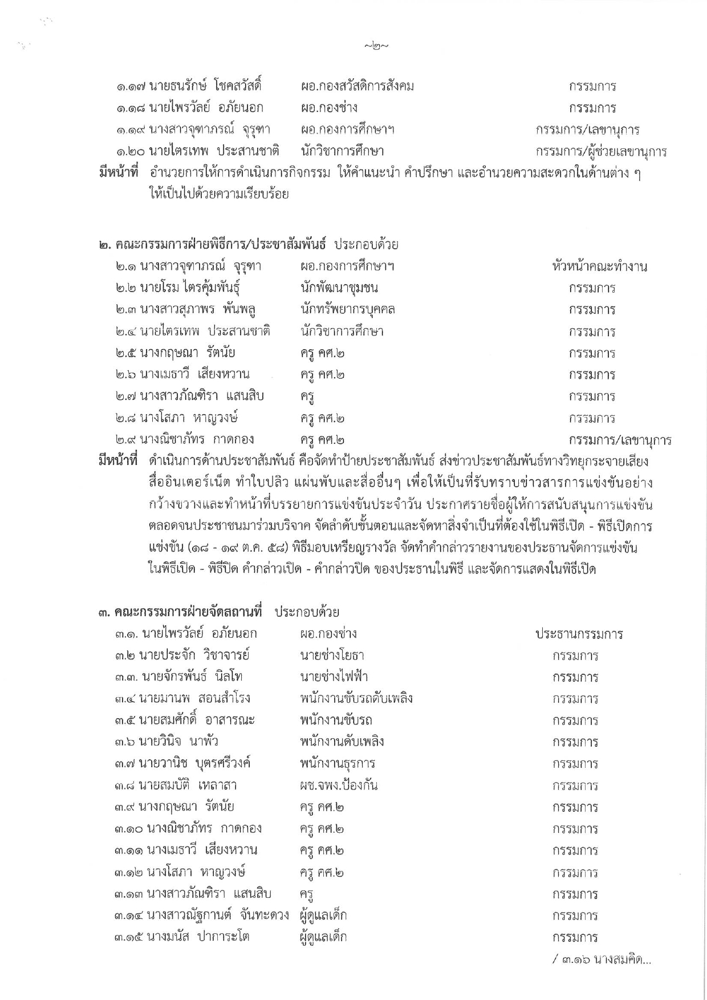 ~๒~
๑.๑๗ นายธนรักษ์ โชคสวัสดิ์ ผอ.กองสวัสดิการสังคม กรรมการ
๑.๑๘ นายไพรวัลย์ อภัยนอก ผอ.กองช่าง กรรมการ
๑.๑๙ นางสาวจุฑาภรณ์ จุรุฑา ผอ.กองการศึกษาฯ กรรมการ/เลขานุการ
๑.๒๐ นายไตรเทพ ประสานชาติ นักวิชาการศึกษา กรรมการ/ผู้ช่วยเลขานุการ
มีหน้าที่ อำนวยการให้การดำเนินการกิจกรรม ให้คำแนะนำ คำปรึกษา และอำนวยความสะดวกในด้านต่าง ๆ
ให้เป็นไปด้วยความเรียบร้อย
๒. คณะกรรมการฝ่ายพิธีการ/ประชาสัมพันธ์ ประกอบด้วย
๒.๑ นางสาวจุฑาภรณ์ จุรุฑา ผอ.กองการศึกษาฯ หัวหน้าคณะทำงาน
๒.๒ นายโรม ไตรคุ้มพันธุ์ นักพัฒนาชุมชน กรรมการ
๒.๓ นางสาวสุภาพร พันพลู นักทรัพยากรบุคคล กรรมการ
๒.๔ นายไตรเทพ ประสานชาติ นักวิชาการศึกษา กรรมการ
๒.๕ นางกฤษณา รัตนัย ครู คศ.๒ กรรมการ
๒.๖ นางเมธาวี เสียงหวาน ครู คศ.๒ กรรมการ
๒.๗ นางสาวภัณฑิรา แสนสิบ ครู กรรมการ
๒.๘ นางโสภา หาญวงษ์ ครู คศ.๒ กรรมการ
๒.๙ นางณิชาภัทร กาดกอง ครู คศ.๒ กรรมการ/เลขานุการ
มีหน้าที่ ดำเนินการด้านประชาสัมพันธ์ คือจัดทำป้ายประชาสัมพันธ์ ส่งข่าวประชาสัมพันธ์ทางวิทยุกระจายเสียง
สื่ออินเตอร์เน็ต ทำใบปลิว แผ่นพับและสื่ออื่นๆ เพื่อให้เป็นที่รับทราบข่าวสารการแข่งขันอย่าง
กว้างขวางและทำหน้าที่บรรยายการแข่งขันประจำวัน ประกาศรายชื่อผู้ให้การสนับสนุนการแข่งขัน
ตลอดจนประชาชนมาร่วมบริจาค จัดลำดับขั้นตอนและจัดหาสิ่งจำเป็นที่ต้องใช้ในพิธีเปิด - พิธีเปิดการ
แข่งขัน (๑๘ - ๑๙ ต.ค. ๕๘) พิธีมอบเหรียญรางวัล จัดทำคำกล่าวรายงานของประธานจัดการแข่งขัน
ในพิธีเปิด - พิธีปิด คำกล่าวเปิด - คำกล่าวปิด ของประธานในพิธี และจัดการแสดงในพิธีเปิด
๓. คณะกรรมการฝ่ายจัดสถานที่ ประกอบด้วย
๓.๑. นายไพรวัลย์ อภัยนอก ผอ.กองช่าง ประธานกรรมการ
๓.๒ นายประจัก วิชาจารย์ นายช่างโยธา กรรมการ
๓.๓. นายจักรพันธ์ นิลโท นายช่างไฟฟ้า กรรมการ
๓.๔ นายมานพ สอนสำโรง พนักงานขับรถดับเพลิง กรรมการ
๓.๕ นายสมศักดิ์ อาสารณะ พนักงานขับรถ กรรมการ
๓.๖ นายวินิจ นาพัว พนักงานดับเพลิง กรรมการ
๓.๗ นายวานิช บุตรศรีวงค์ พนักงานธุรการ กรรมการ
๓.๘ นายสมบัติ เหลาสา ผช.จพง.ป้องกัน กรรมการ
๓.๙ นางกฤษณา รัตนัย ครู คศ.๒ กรรมการ
๓.๑๐ นางณิชาภัทร กาดกอง ครู คศ.๒ กรรมการ
๓.๑๑ นางเมธาวี เสียงหวาน ครู คศ.๒ กรรมการ
๓.๑๒ นางโสภา หาญวงษ์ ครู คศ.๒ กรรมการ
๓.๑๓ นางสาวภัณฑิรา แสนสิบ ครู กรรมการ
๓.๑๔ นางสาวณัฐกานต์ จันทะดวง ผู้ดูแลเด็ก กรรมการ
๓.๑๕ นางมนัส ปาการะโต ผู้ดูแลเด็ก กรรมการ
/ ๓.๑๖ นางสมคิด...